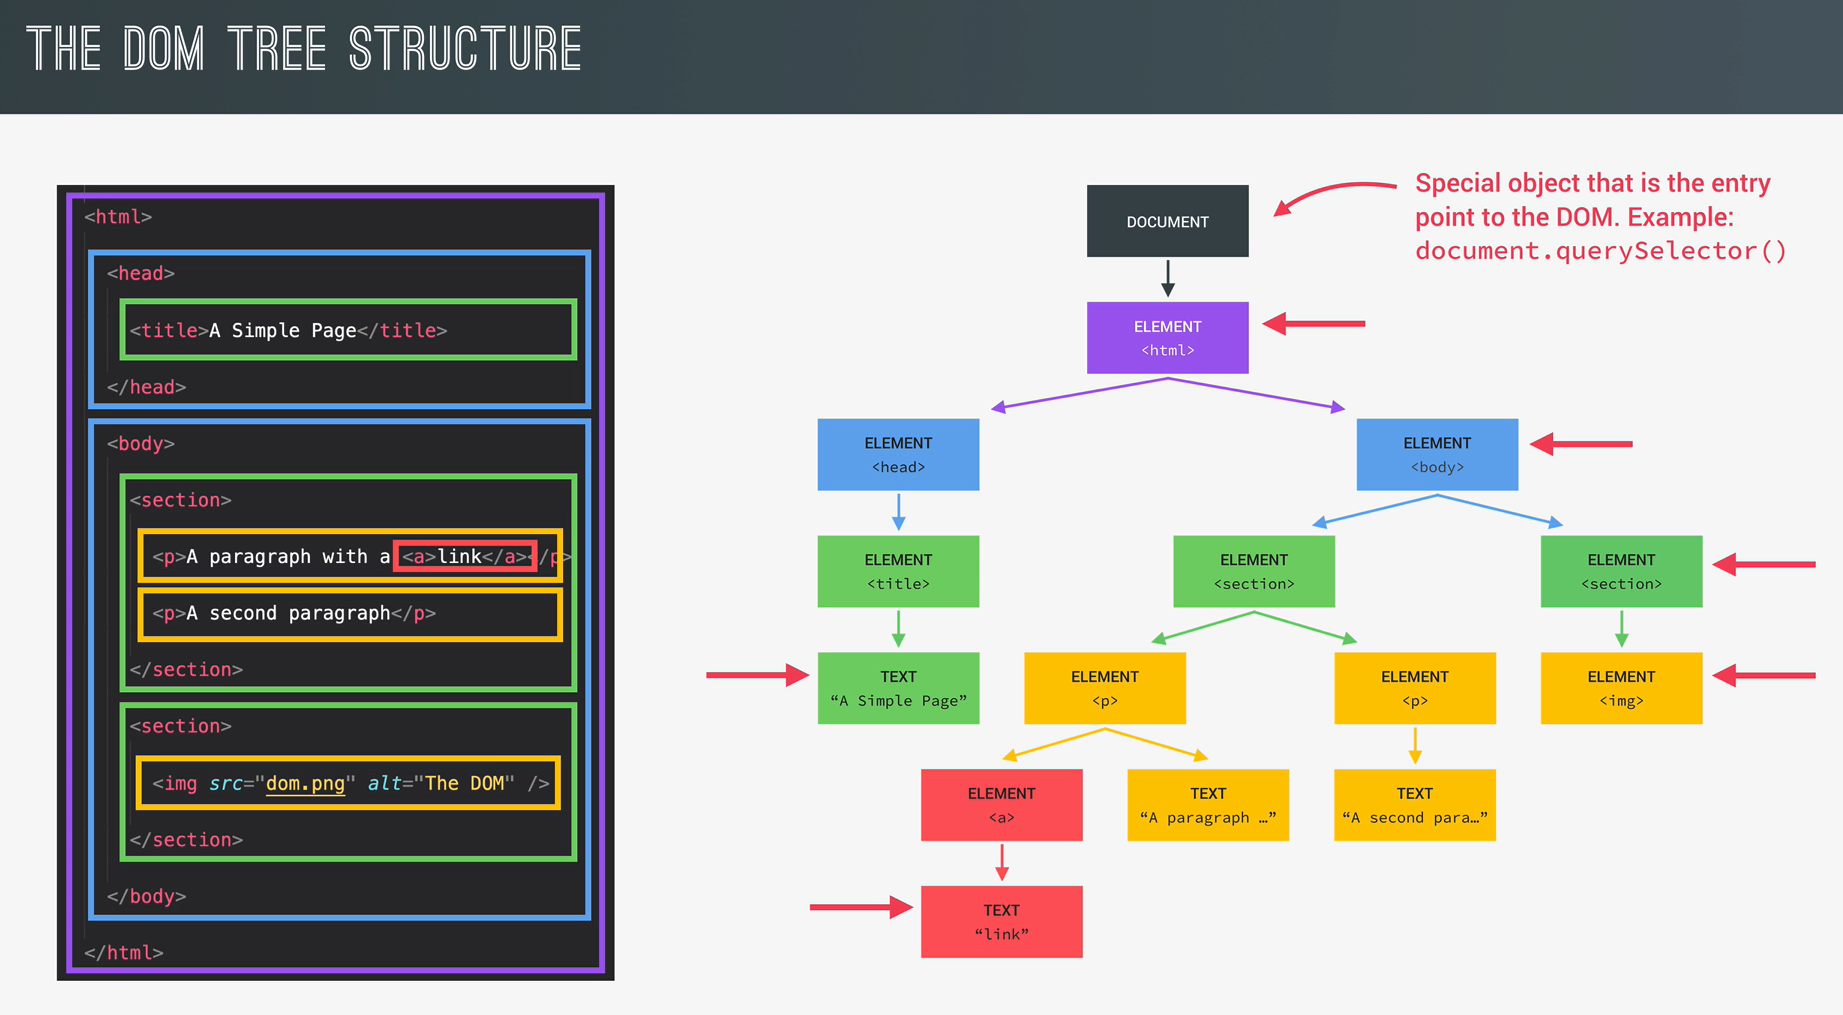 THE DOM TREE STRUCTURE
<html>
<head>
<title>A Simple Page</title>
</head>
<body>
<section>
<p>A paragraph with a <a>link</a></p>
<p>A second paragraph</p>
</section>
<section>
<img src="dom.png" alt="The DOM" />
</section>
</body>
</html>
Special object that is the entry
point to the DOM. Example:
document.querySelector()
DOCUMENT
ELEMENT
<html>
ELEMENT
<head>
ELEMENT
<body>
ELEMENT
<title>
ELEMENT
<section>
ELEMENT
<section>
TEXT
“A Simple Page”
ELEMENT
<p>
ELEMENT
<p>
ELEMENT
<img>
ELEMENT
<a>
TEXT
“A paragraph …”
TEXT
“A second para…”
TEXT
“link”